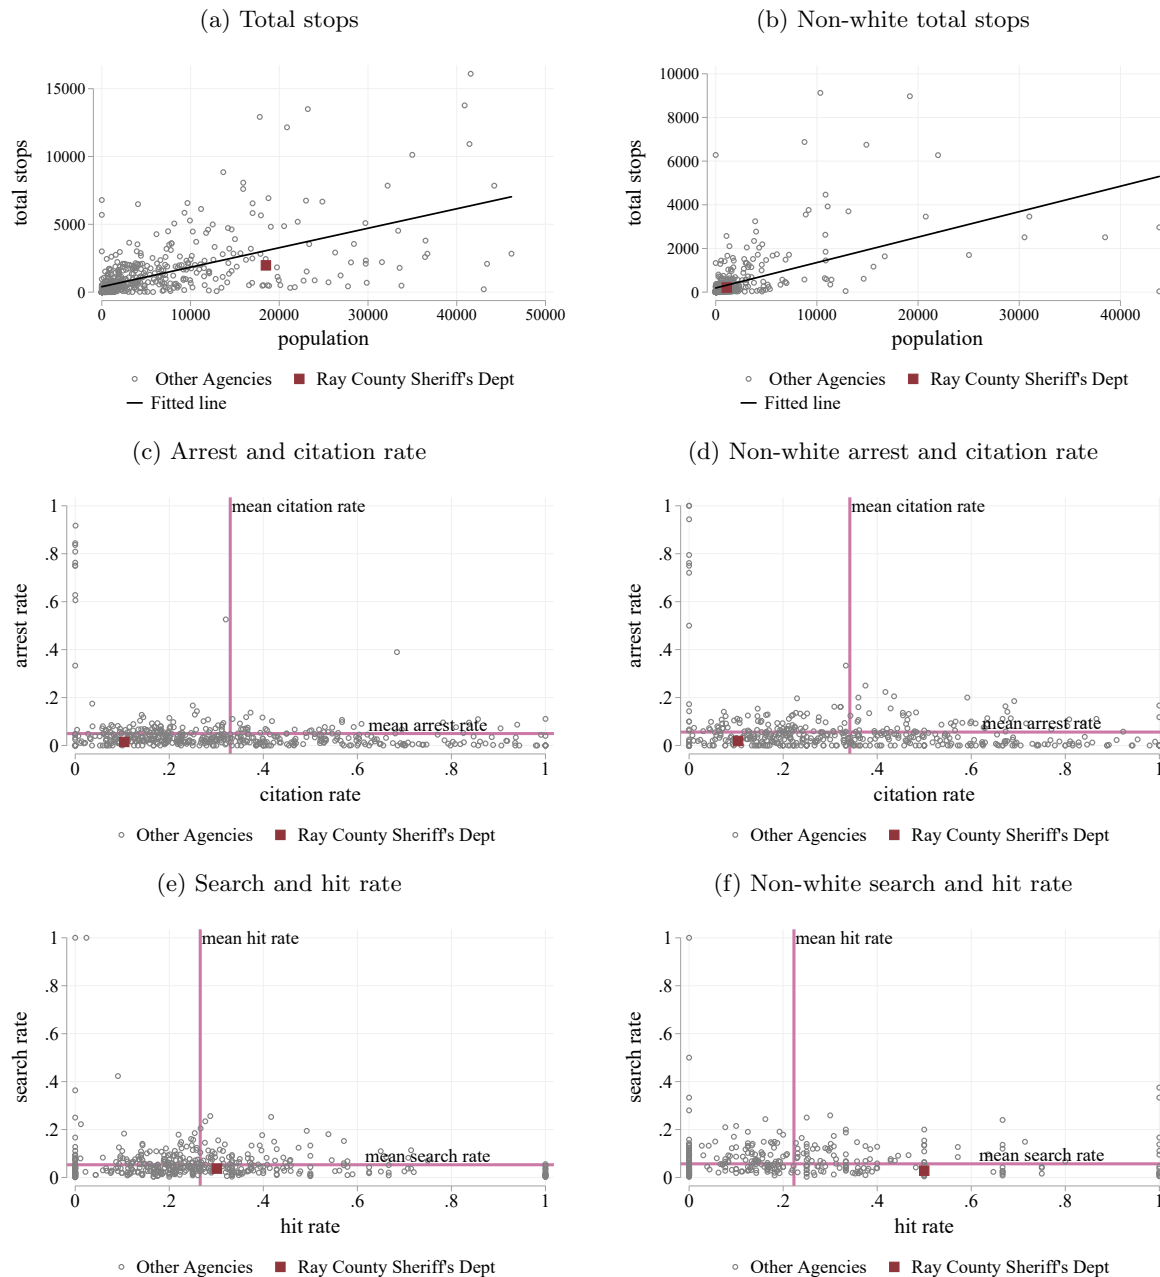 (a) Total stops
15000
10000
5000
0
total stops
0 10000 20000 30000 40000 50000
population
Other Agencies Ray County Sheriff's Dept
Fitted line
(b) Non-white total stops
10000
8000
6000
4000
2000
0
total stops
0 10000 20000 30000 40000
population
Other Agencies Ray County Sheriff's Dept
Fitted line
(c) Arrest and citation rate
mean citation rate
1
.8
.6
.4
.2
0
arrest rate
mean arrest rate
0 .2 .4 .6 .8 1
citation rate
Other Agencies Ray County Sheriff's Dept
(d) Non-white arrest and citation rate
mean citation rate
1
.8
.6
.4
.2
0
arrest rate
mean arrest rate
0 .2 .4 .6 .8 1
citation rate
Other Agencies Ray County Sheriff's Dept
(e) Search and hit rate
mean hit rate
1
.8
.6
.4
.2
0
search rate
mean search rate
0 .2 .4 .6 .8 1
hit rate
Other Agencies Ray County Sheriff's Dept
(f) Non-white search and hit rate
mean hit rate
1
.8
.6
.4
.2
0
search rate
mean search rate
0 .2 .4 .6 .8 1
hit rate
Other Agencies Ray County Sheriff's Dept